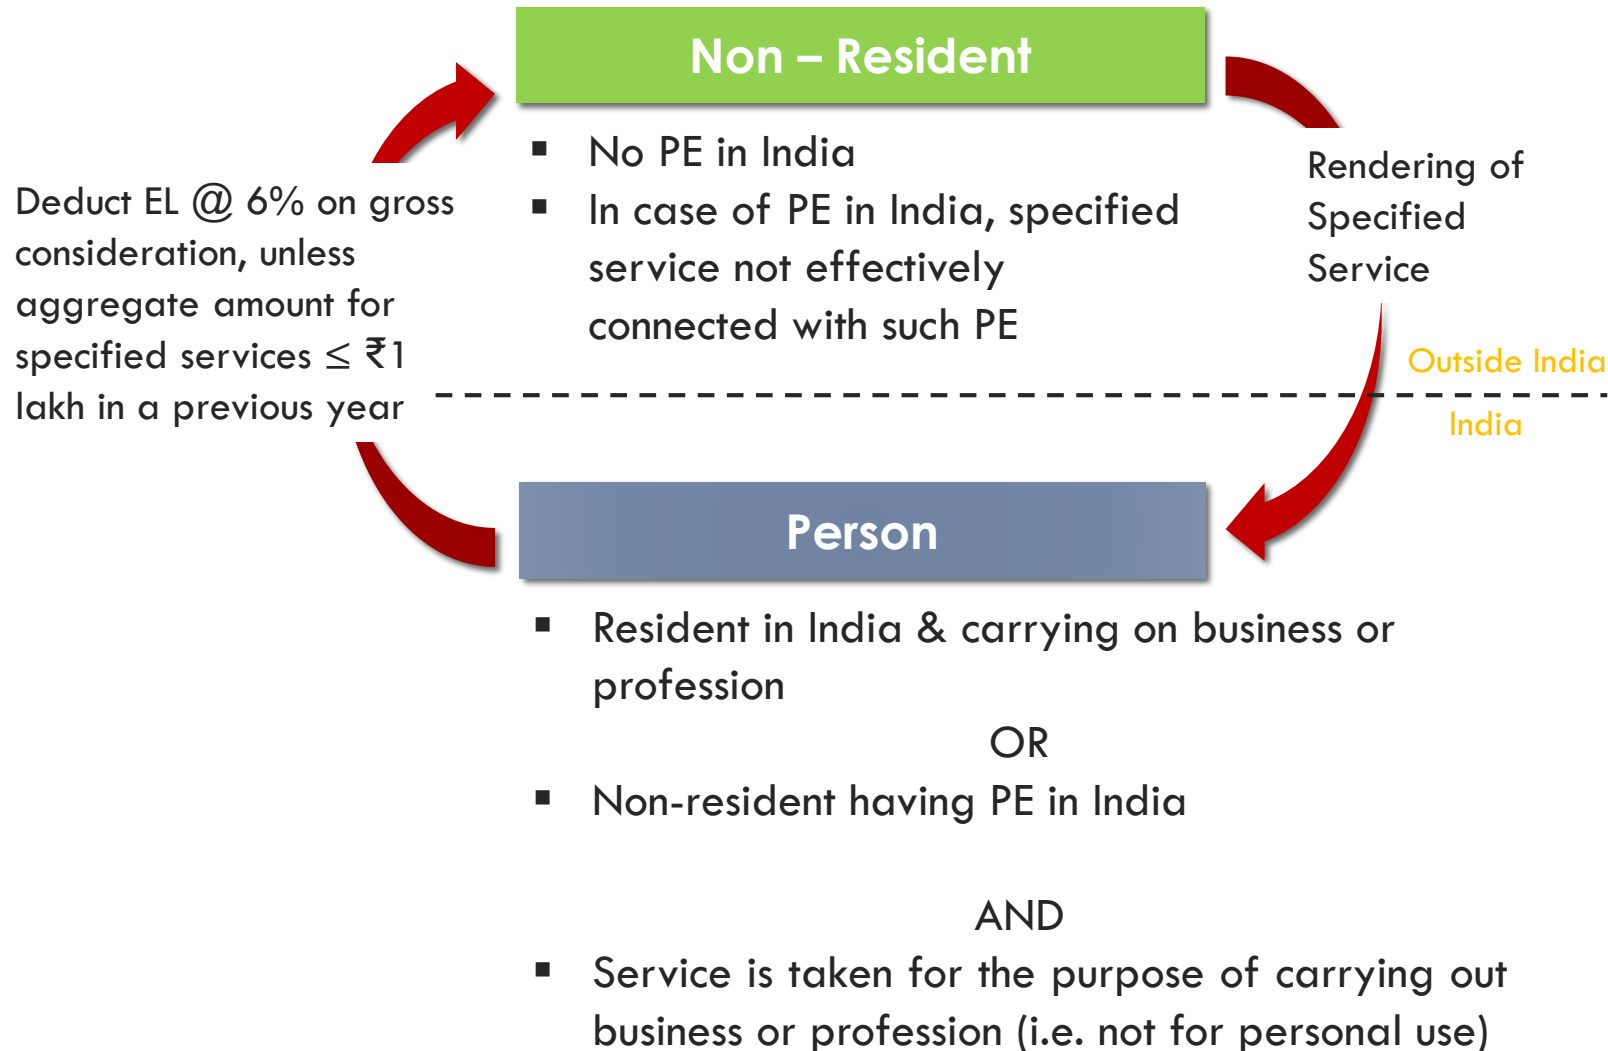 Non – Resident
▪ No PE in India
▪ In case of PE in India, specified
service not effectively
connected with such PE
Rendering of
Specified
Service
Deduct EL @ 6% on gross
consideration, unless
aggregate amount for
specified services ≤ ₹1
lakh in a previous year
Outside India
India
Person
▪ Resident in India & carrying on business or
profession
OR
▪ Non-resident having PE in India
AND
▪ Service is taken for the purpose of carrying out
business or profession (i.e. not for personal use)